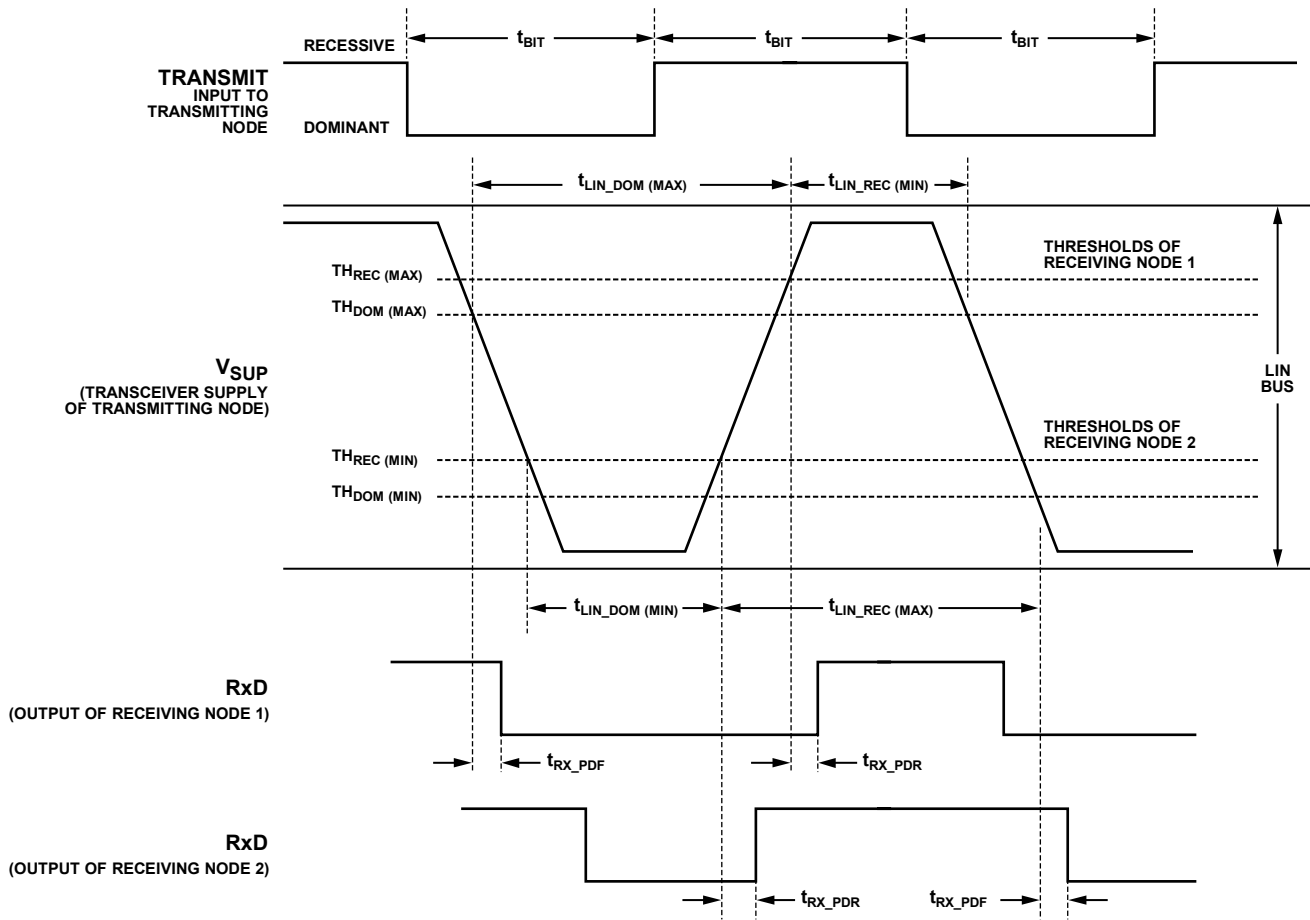 tBIT tBIT tBIT
RECESSIVE
TRANSMIT
INPUT TO
TRANSMITTING
NODE
DOMINANT
tLIN_DOM (MAX) tLIN_REC (MIN)
THRESHOLDS OF
RECEIVING NODE 1
THREC (MAX)
THDOM (MAX)
VSUP
(TRANSCEIVER SUPPLY
OF TRANSMITTING NODE)
LIN
BUS
THRESHOLDS OF
RECEIVING NODE 2
THREC (MIN)
THDOM (MIN)
tLIN_DOM (MIN) tLIN_REC (MAX)
RxD
(OUTPUT OF RECEIVING NODE 1)
tRX_PDF tRX_PDR
RxD
(OUTPUT OF RECEIVING NODE 2)
tRX_PDR tRX_PDF